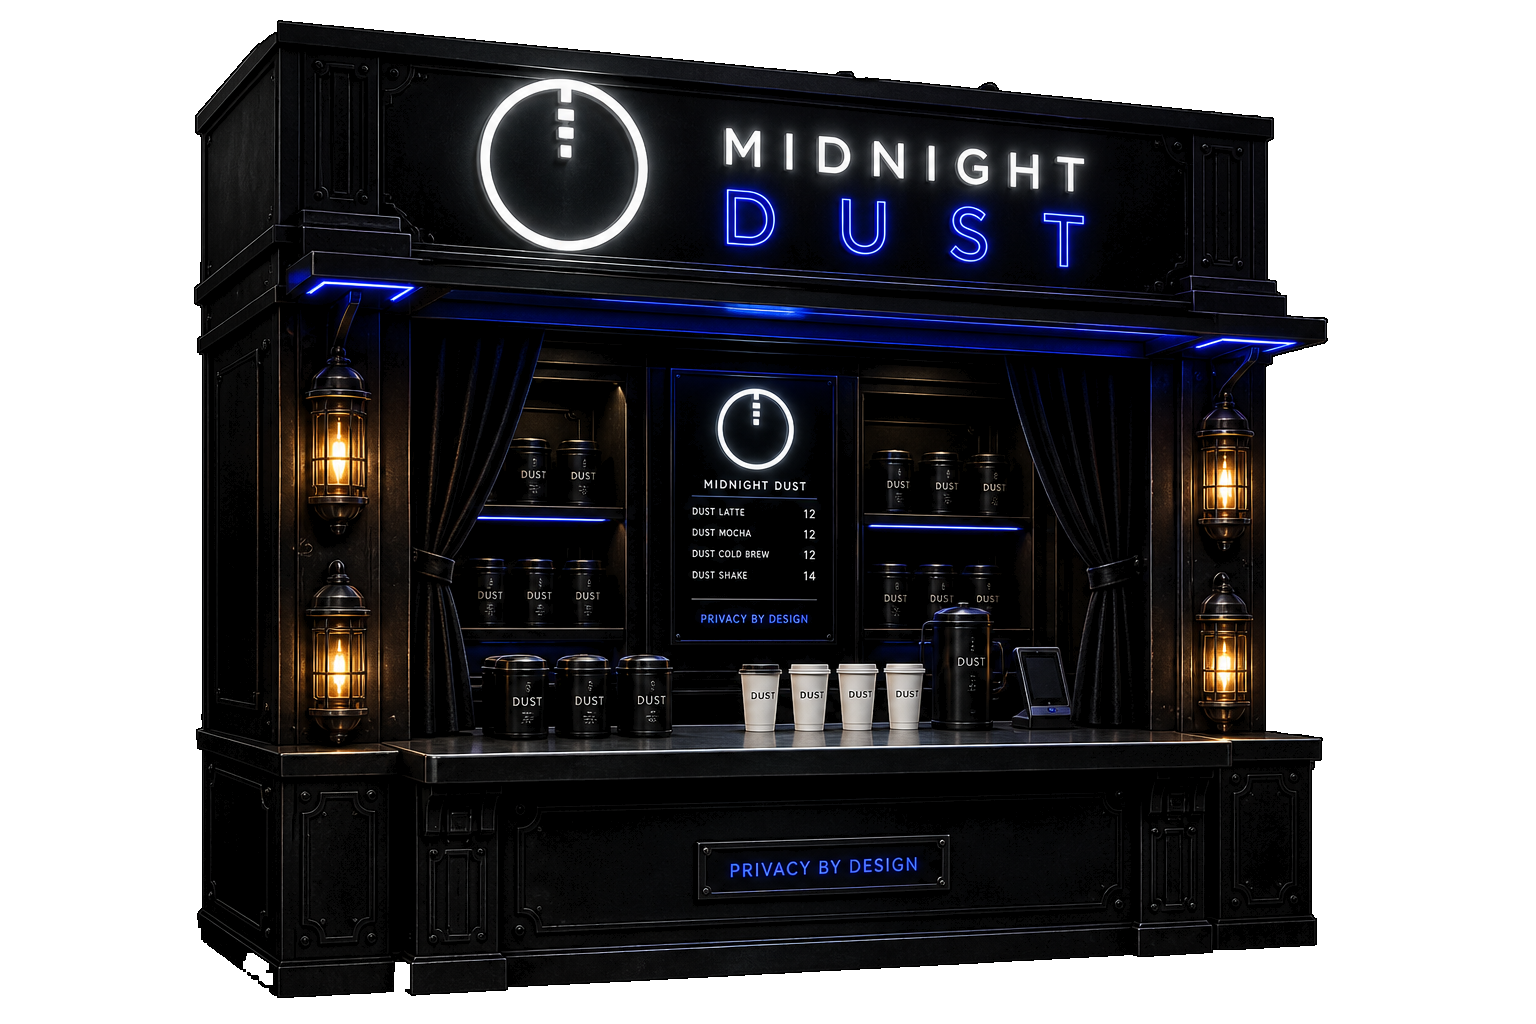 MIDNIGHT
DUST
MIDNIGHT DUST
DUST LATTE 12
DUST MOCHA 12
DUST COLD BREW 12
DUST SHAKE 14
PRIVACY BY DESIGN
DUST DUST
DUST DUST DUST
DUST DUST DUST
DUST DUST DUST
DUST DUST DUST
DUST DUST DUST DUST
DUST
PRIVACY BY DESIGN